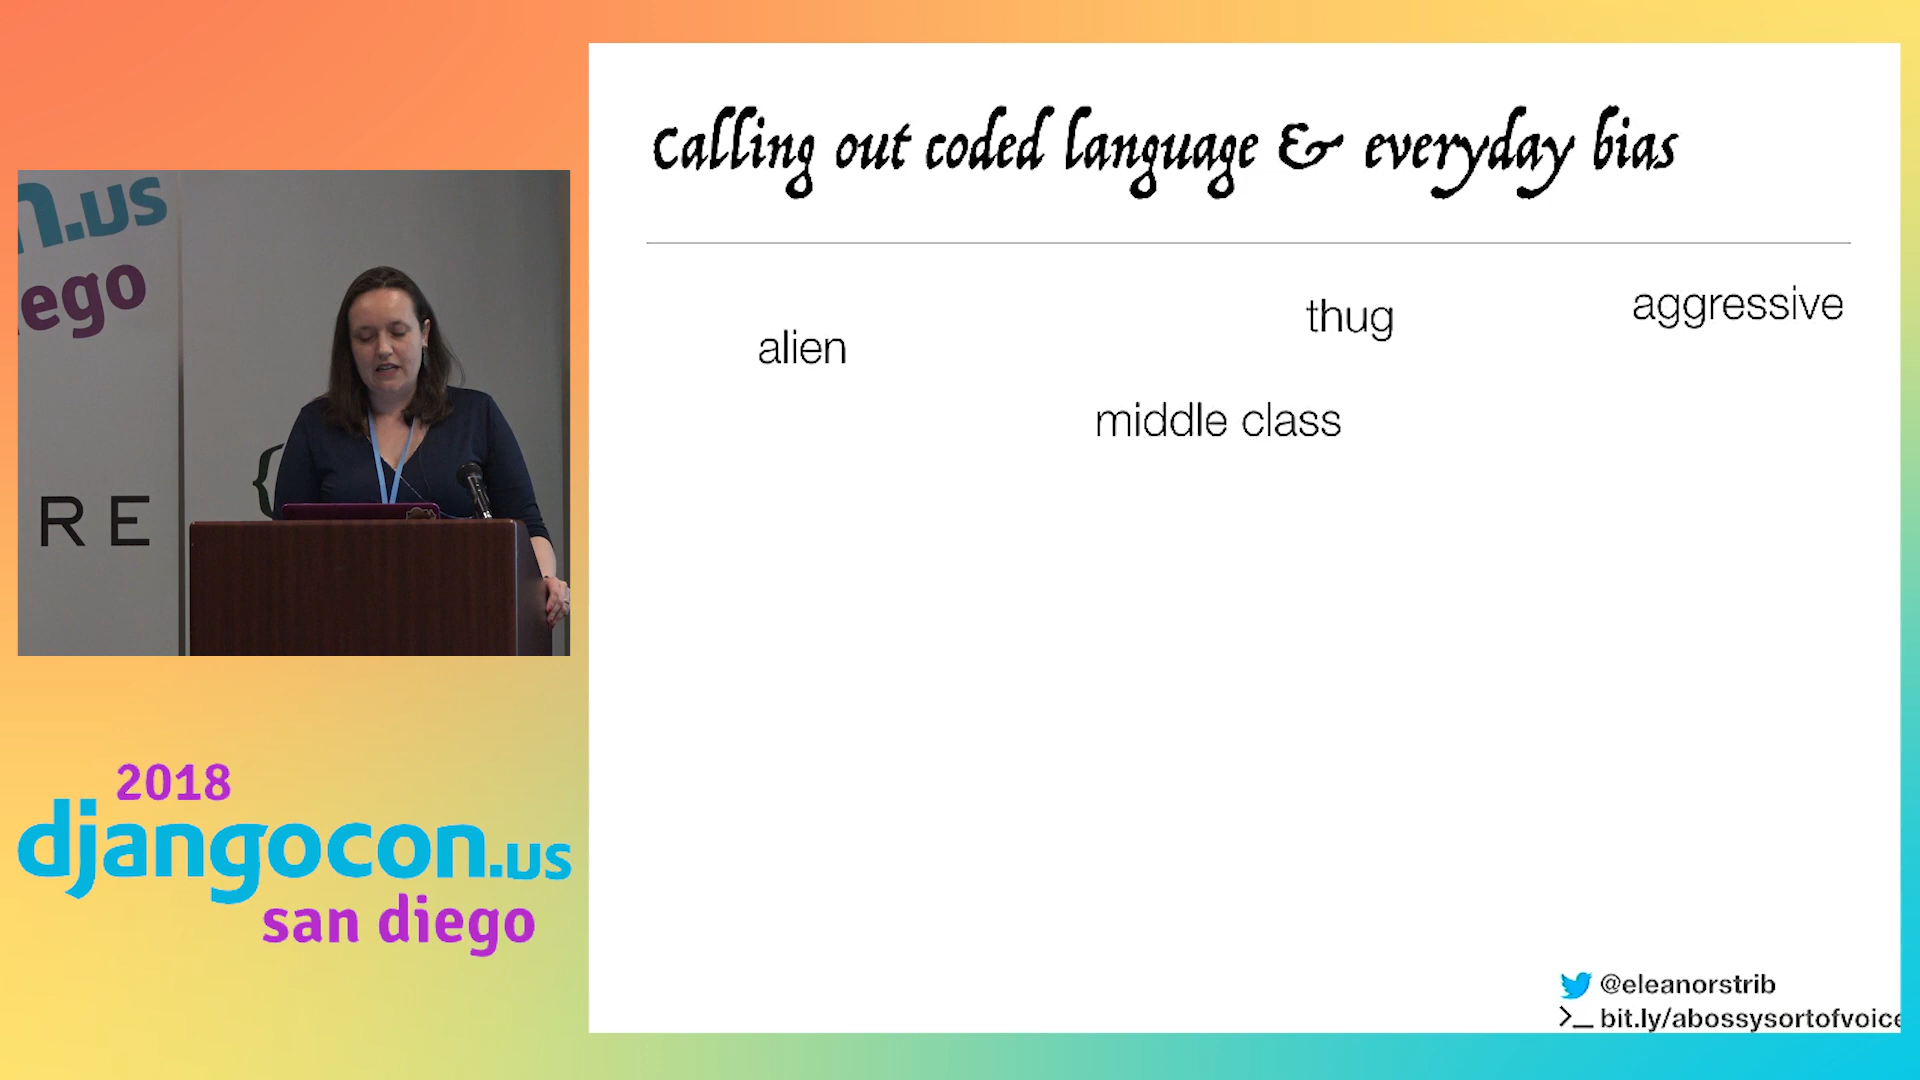 n.us
ego
RE
{
2018
djangocon.us
san diego
Calling out coded language & everyday bias
thug
aggressive
alien
middle class
@eleanorstrib
>_ bit.ly/abossysortofvoice